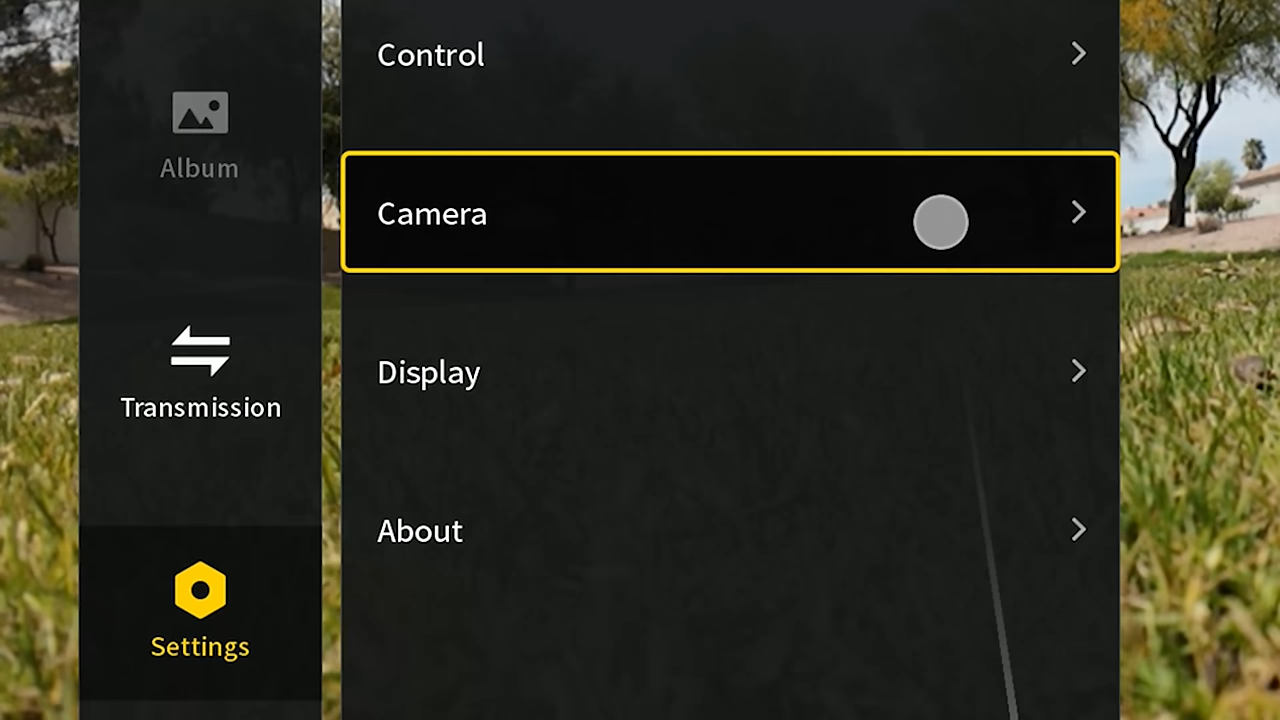 Album
Transmission
Settings
Control
Camera
Display
About